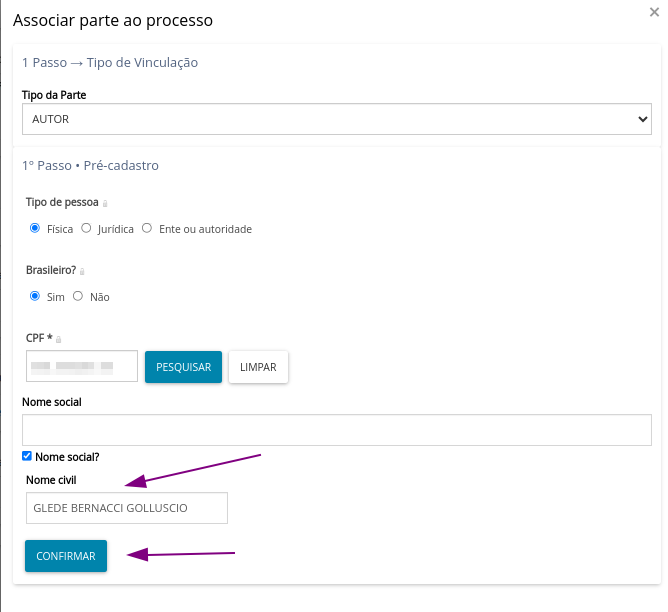 Associar parte ao processo
×
1 Passo → Tipo de Vinculação
Tipo da Parte
AUTOR
1º Passo • Pré-cadastro
Tipo de pessoa
Física Jurídica Ente ou autoridade
Brasileiro?
Sim Não
CPF *
PESQUISAR LIMPAR
Nome social
Nome social?
Nome civil
GLEDE BERNACCI GOLLUSCIO
CONFIRMAR